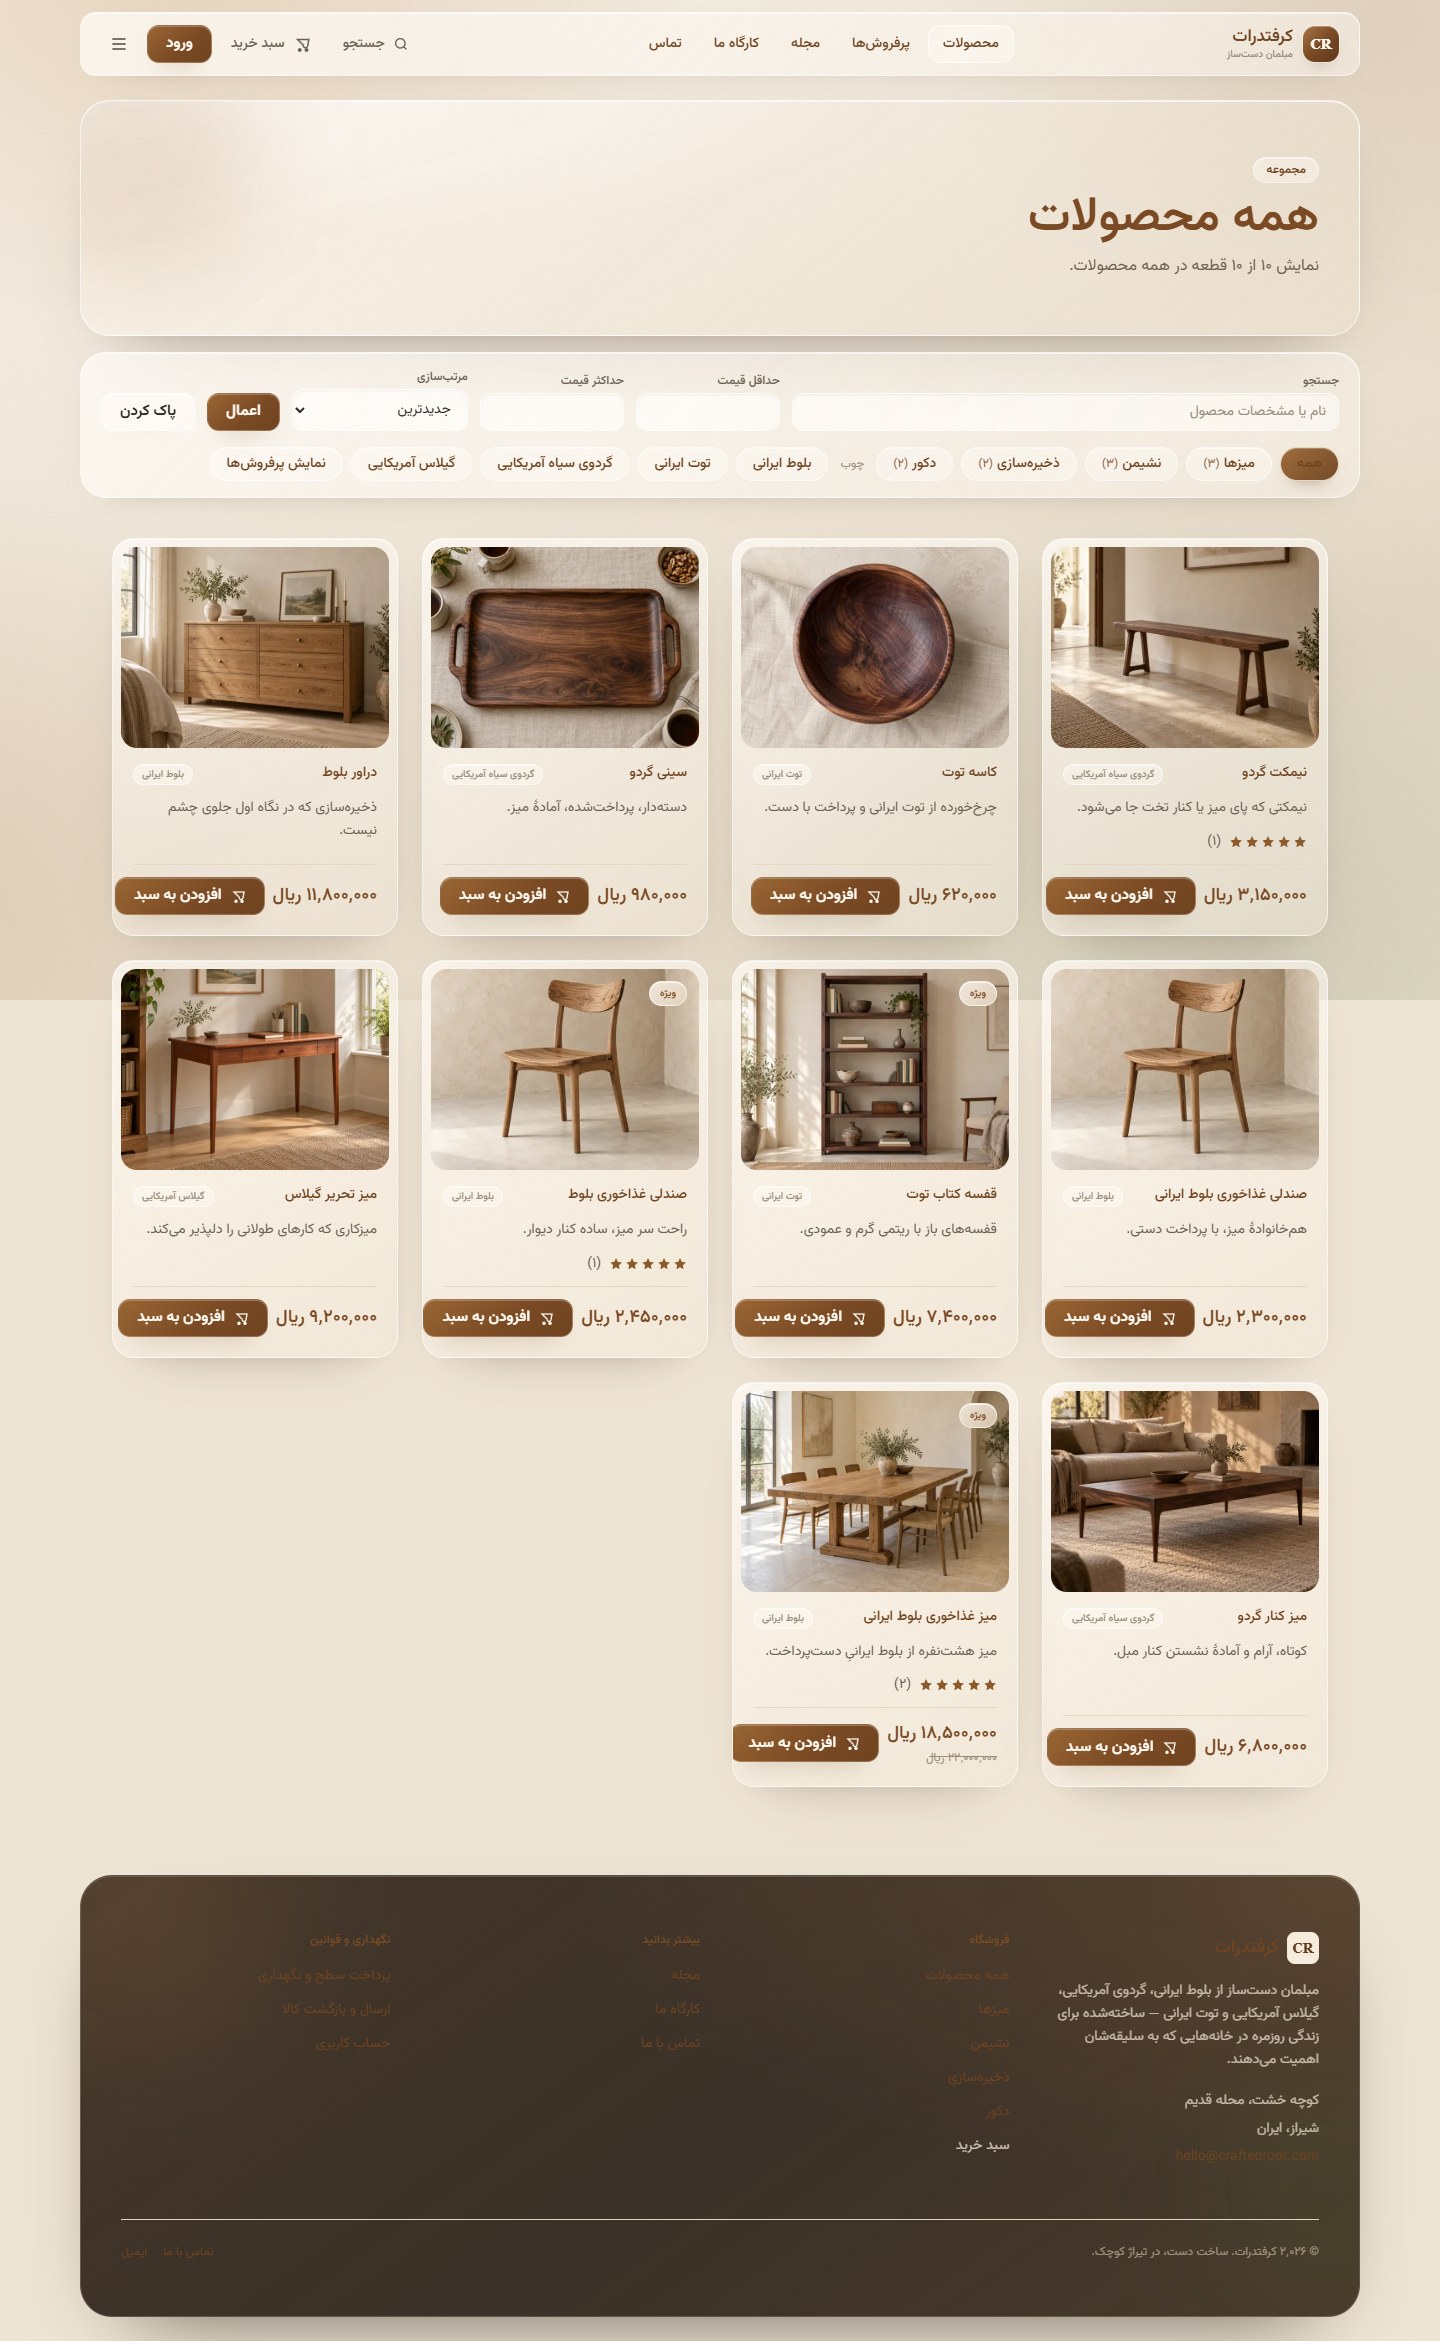 CR
کرفتدرات
مبلمان دست‌ساز
محصولات
پرفروش‌ها
مجله
کارگاه ما
تماس
جستجو
سبد خرید
ورود
مجموعه
همه محصولات
نمایش ۱۰ از ۱۰ قطعه در همه محصولات.
جستجو
نام یا مشخصات محصول
حداقل قیمت
حداکثر قیمت
مرتب‌سازی
جدیدترین
اعمال
پاک کردن
همه
میزها (۳)
نشیمن (۳)
ذخیره‌سازی (۲)
دکور (۲)
چوب
بلوط ایرانی
توت ایرانی
گردوی سیاه آمریکایی
گیلاس آمریکایی
نمایش پرفروش‌ها
نیمکت گردو
گردوی سیاه آمریکایی
نیمکتی که پای میز یا کنار تخت جا می‌شود.
★★★★★ (۱)
۳,۱۵۰,۰۰۰ ریال
افزودن به سبد
کاسه توت
توت ایرانی
چرخ‌خورده از توت ایرانی و پرداخت با دست.
۶۲۰,۰۰۰ ریال
افزودن به سبد
سینی گردو
گردوی سیاه آمریکایی
دسته‌دار، پرداخت‌شده، آمادهٔ میز.
۹۸۰,۰۰۰ ریال
افزودن به سبد
دراور بلوط
بلوط ایرانی
ذخیره‌سازی که در نگاه اول جلوی چشم
نیست.
۱۱,۸۰۰,۰۰۰ ریال
افزودن به سبد
صندلی غذاخوری بلوط ایرانی
بلوط ایرانی
هم‌خانوادهٔ میز، با پرداخت دستی.
۲,۳۰۰,۰۰۰ ریال
افزودن به سبد
ویژه
قفسه کتاب توت
توت ایرانی
قفسه‌های باز با ریتمی گرم و عمودی.
۷,۴۰۰,۰۰۰ ریال
افزودن به سبد
ویژه
صندلی غذاخوری بلوط
بلوط ایرانی
راحت سر میز، ساده کنار دیوار.
★★★★★ (۱)
۲,۴۵۰,۰۰۰ ریال
افزودن به سبد
میز تحریر گیلاس
گیلاس آمریکایی
میزکاری که کارهای طولانی را دلپذیر می‌کند.
۹,۲۰۰,۰۰۰ ریال
افزودن به سبد
میز کنار گردو
گردوی سیاه آمریکایی
کوتاه، آرام و آمادهٔ نشستن کنار مبل.
۶,۸۰۰,۰۰۰ ریال
افزودن به سبد
ویژه
میز غذاخوری بلوط ایرانی
بلوط ایرانی
میز هشت‌نفره از بلوط ایرانیِ دست‌پرداخت.
★★★★★ (۲)
۱۸,۵۰۰,۰۰۰ ریال
۲۲,۰۰۰,۰۰۰ ریال
افزودن به سبد
CR
کرفتدرات
مبلمان دست‌ساز از بلوط ایرانی، گردوی آمریکایی،
گیلاس آمریکایی و توت ایرانی — ساخته‌شده برای
زندگی روزمره در خانه‌هایی که به سلیقه‌شان
اهمیت می‌دهند.
کوچه خشت، محله قدیم
شیراز، ایران
hello@craftedroot.com
فروشگاه
همه محصولات
میزها
نشیمن
ذخیره‌سازی
دکور
سبد خرید
بیشتر بدانید
مجله
کارگاه ما
تماس با ما
نگهداری و قوانین
پرداخت سطح و نگهداری
ارسال و بازگشت کالا
حساب کاربری
© ۲,۰۲۶ کرفتدرات. ساخت دست، در تیراژ کوچک.
تماس با ما
ایمیل